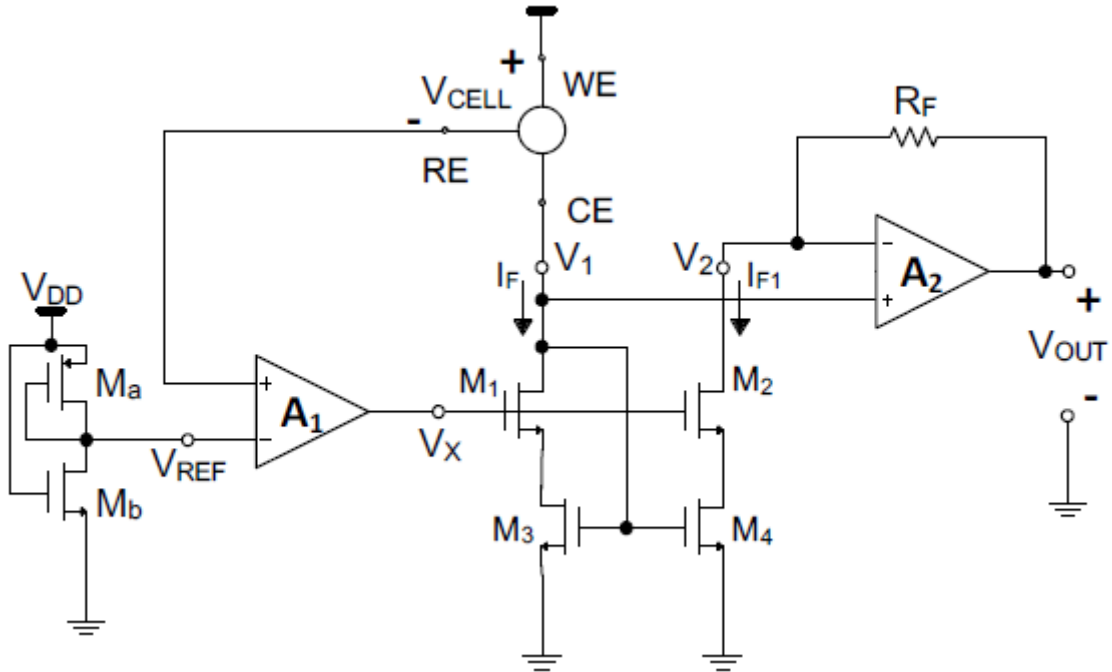 +
WE
VCELL
-
RE
RF
CE
V1
V2
IF
IF1
-
A2
+
+
VOUT
-
VDD
Ma
+
A1
-
VREF
Mb
VX
M1
M2
M3
M4